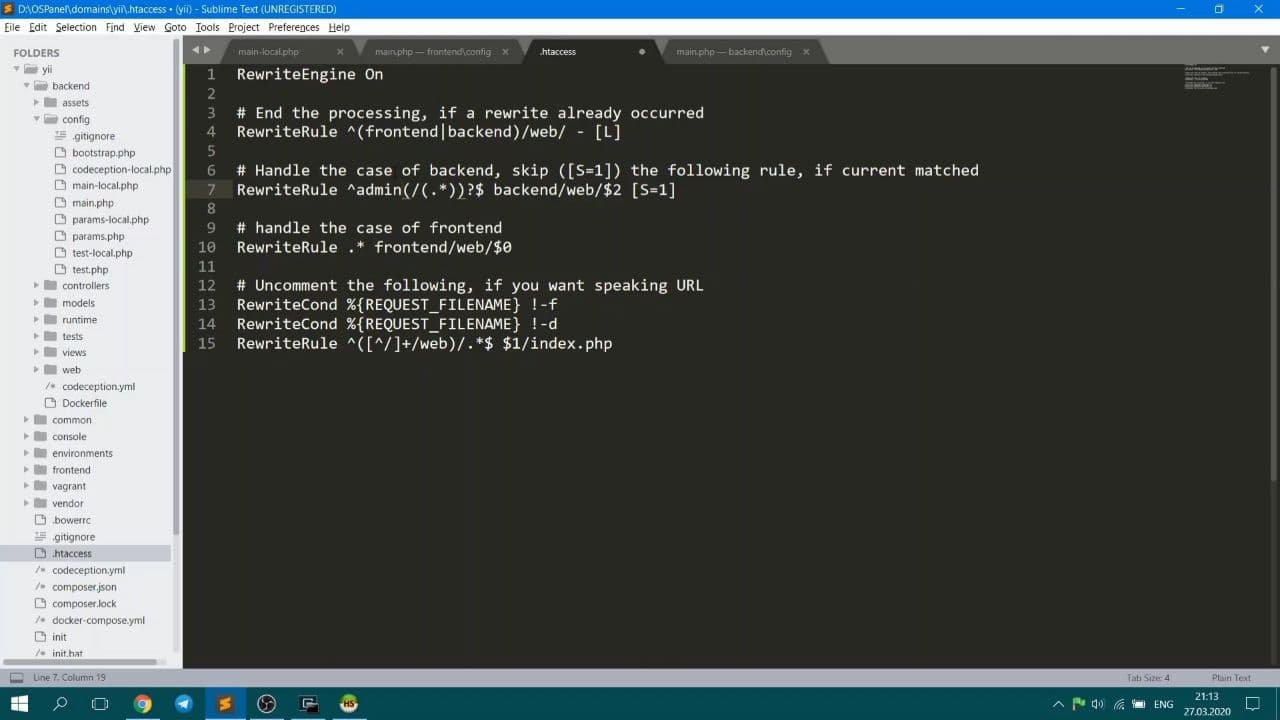 D:\OSPanel\domains\yii\.htaccess • (yii) - Sublime Text (UNREGISTERED)
File Edit Selection Find View Goto Tools Project Preferences Help
FOLDERS
yii
backend
assets
config
.gitignore
bootstrap.php
codeception-local.php
main-local.php
main.php
params-local.php
params.php
test-local.php
test.php
controllers
models
runtime
tests
views
web
codeception.yml
Dockerfile
common
console
environments
frontend
vagrant
vendor
.bowerrc
.gitignore
.htaccess
codeception.yml
composer.json
composer.lock
docker-compose.yml
init
init.bat
main-local.php
main.php — frontend\config
.htaccess
main.php — backend\config
1 RewriteEngine On
2
3 # End the processing, if a rewrite already occurred
4 RewriteRule ^(frontend|backend)/web/ - [L]
5
6 # Handle the case of backend, skip ([S=1]) the following rule, if current matched
7 RewriteRule ^admin(/(.*))?$ backend/web/$2 [S=1]
8
9 # handle the case of frontend
10 RewriteRule .* frontend/web/$0
11
12 # Uncomment the following, if you want speaking URL
13 RewriteCond %{REQUEST_FILENAME} !-f
14 RewriteCond %{REQUEST_FILENAME} !-d
15 RewriteRule ^([^/]+/web)/.*$ $1/index.php
Line 7, Column 19
Tab Size: 4
Plain Text
ENG
21:13
27.03.2020